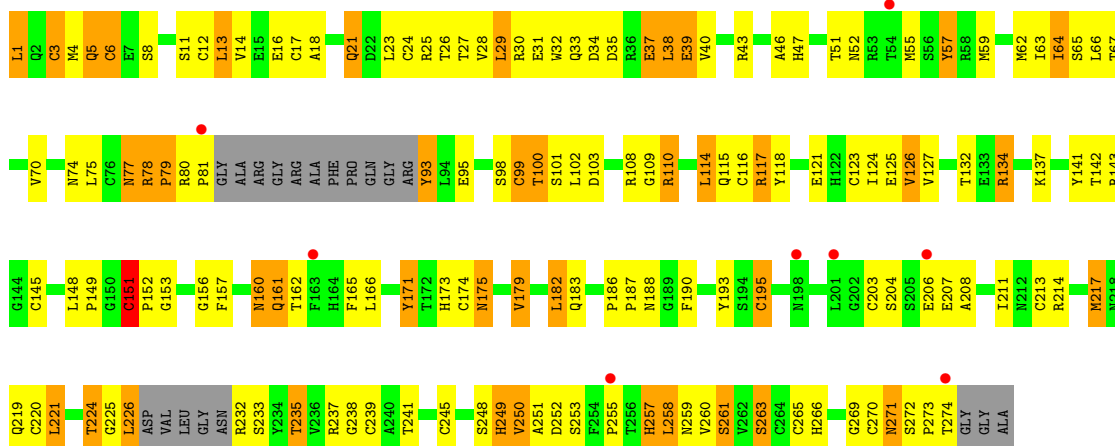 L1 Q2 C3 M4 Q5 C6 E7 S8 S11 C12 L13 V14 E15 E16 C17 A18 Q21 D22 L23 C24 R25 T26 T27 V28 L29 R30 E31 W32 Q33 D34 D35 R36 E37 L38 E39 V40 R43 A46 H47 T51 N52 R53 T54 M55 S56 Y57 R58 M59 M62 I63 I64 S65 L66 T67
V70 N74 L75 C76 N77 R78 P79 R80 P81 GLY ALA ARG GLY ARG ALA PHE PRO GLN GLY ARG Y93 L94 E95 S98 C99 T100 S101 L102 D103 R108 G109 R110 L114 Q115 C116 R117 Y118 E121 H122 C123 I124 E125 V126 V127 T132 E133 R134 K137 Y141 T142
G144 C145 L148 P149 G150 C151 P152 G153 G156 F157 N160 Q161 T162 F163 H164 F165 L166 Y171 T172 H173 C174 N175 V179 L182 Q183 P186 P187 N188 G189 F190 Y193 S194 C195 N198 L201 G202 C203 S204 S205 E206 E207 A208 I211 N212 C213 R214 M217
Q219 C220 L221 T224 G225 L226 ASP VAL LEU GLY ASN R232 S233 Y234 T235 V236 R237 G238 C239 A240 T241 C245 S248 H249 V250 A251 D252 S253 F254 P255 T256 H257 L258 N259 V260 S261 V262 S263 C264 C265 H266 G269 C270 N271 S272 P273 T274 GLY GLY ALA